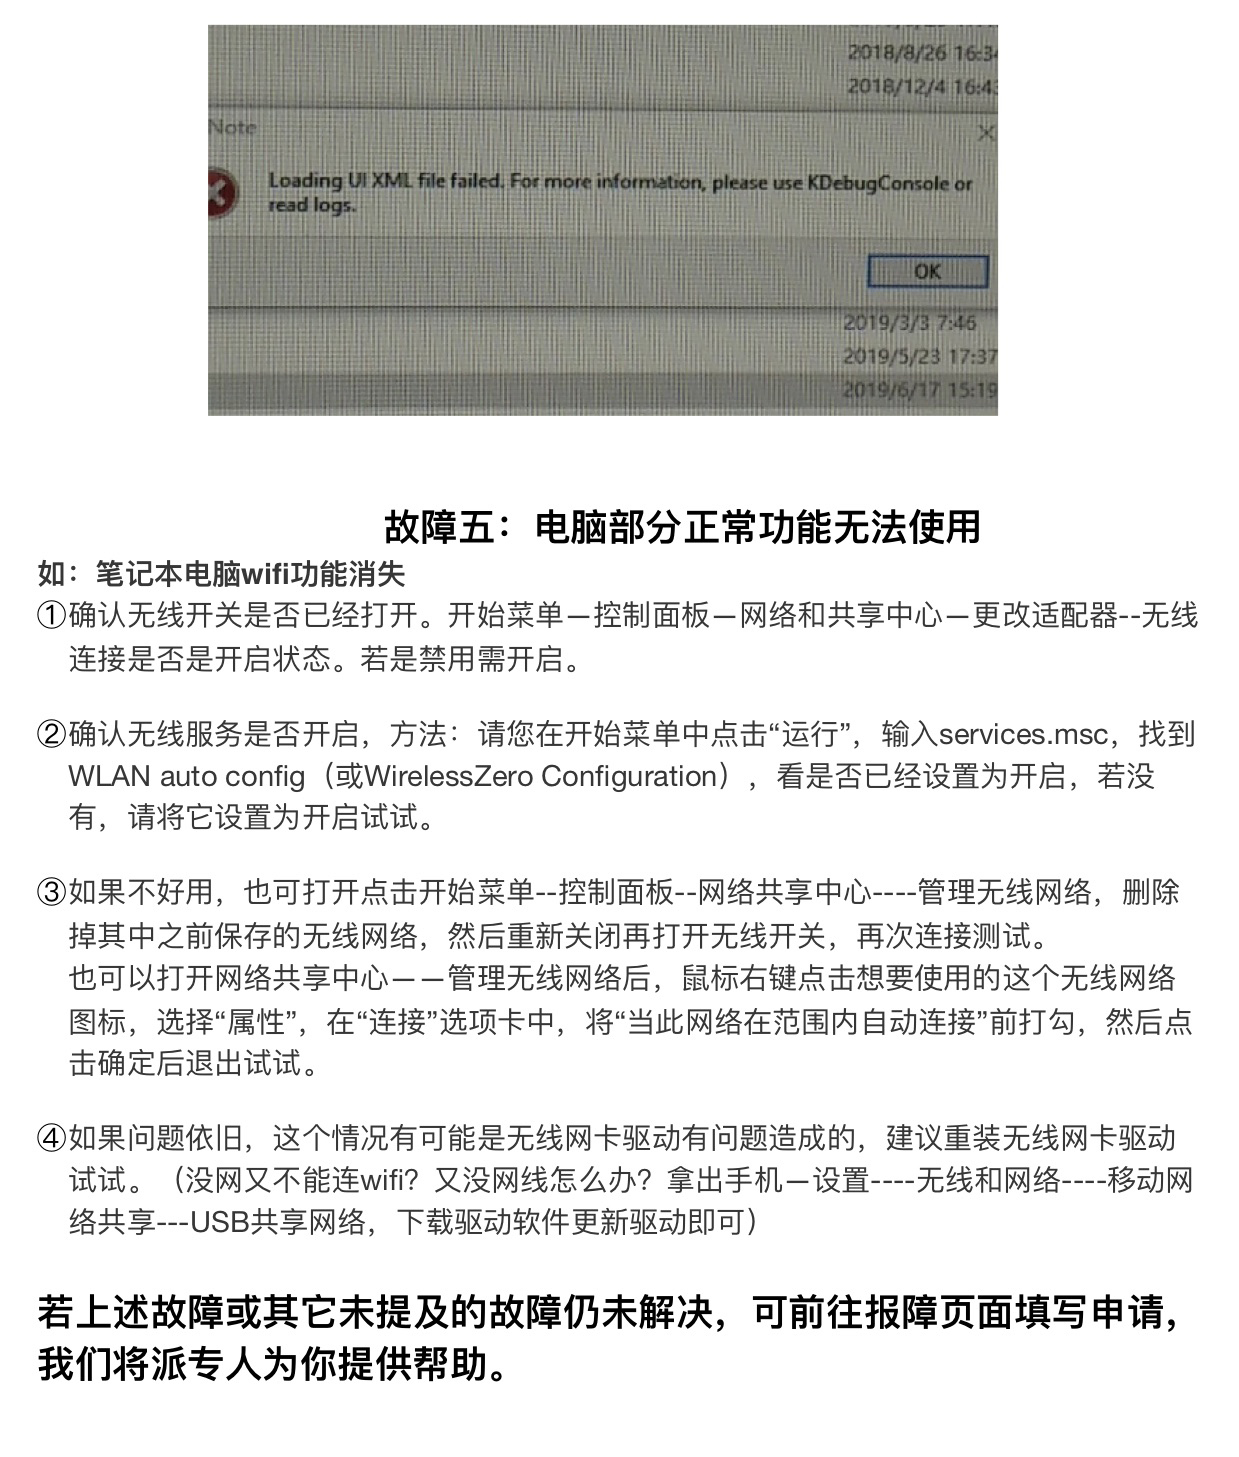 2018/8/26 16:34
2018/12/4 16:43
Note
Loading UI XML file failed. For more information, please use KDebugConsole or
read logs.
OK
2019/3/3 7:46
2019/5/23 17:37
2019/6/17 15:19
故障五：电脑部分正常功能无法使用
如：笔记本电脑wifi功能消失
①确认无线开关是否已经打开。开始菜单—控制面板—网络和共享中心—更改适配器--无线
连接是否是开启状态。若是禁用需开启。
②确认无线服务是否开启，方法：请您在开始菜单中点击“运行”，输入services.msc，找到
WLAN auto config（或WirelessZero Configuration），看是否已经设置为开启，若没
有，请将它设置为开启试试。
③如果不好用，也可打开点击开始菜单--控制面板--网络共享中心----管理无线网络，删除
掉其中之前保存的无线网络，然后重新关闭再打开无线开关，再次连接测试。
也可以打开网络共享中心——管理无线网络后，鼠标右键点击想要使用的这个无线网络
图标，选择“属性”，在“连接”选项卡中，将“当此网络在范围内自动连接”前打勾，然后点
击确定后退出试试。
④如果问题依旧，这个情况有可能是无线网卡驱动有问题造成的，建议重装无线网卡驱动
试试。（没网又不能连wifi？又没网线怎么办？拿出手机—设置----无线和网络----移动网
络共享---USB共享网络，下载驱动软件更新驱动即可）
若上述故障或其它未提及的故障仍未解决，可前往报障页面填写申请，
我们将派专人为你提供帮助。